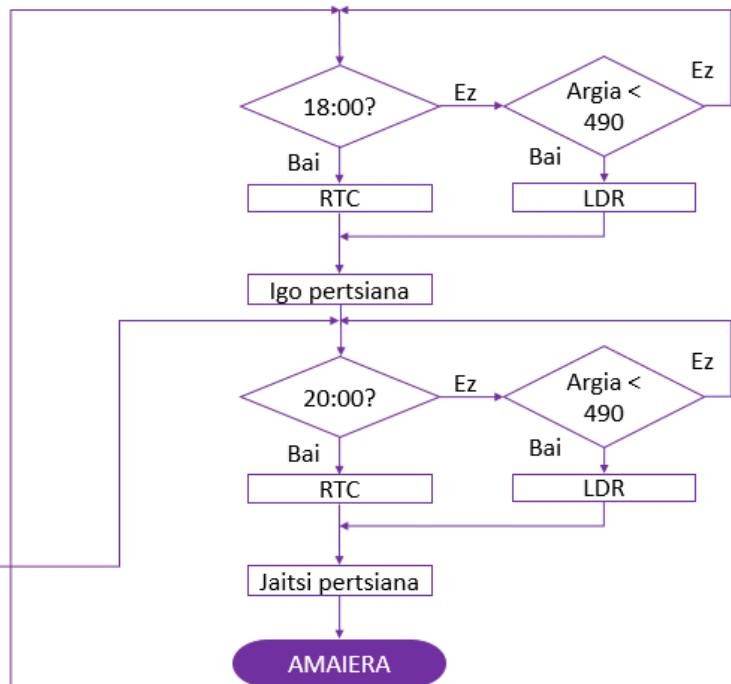 18:00?
Ez
Argia <
490
Ez
Bai
Bai
RTC
LDR
Igo pertsiana
20:00?
Ez
Argia <
490
Ez
Bai
Bai
RTC
LDR
Jaitsi pertsiana
AMAIERA